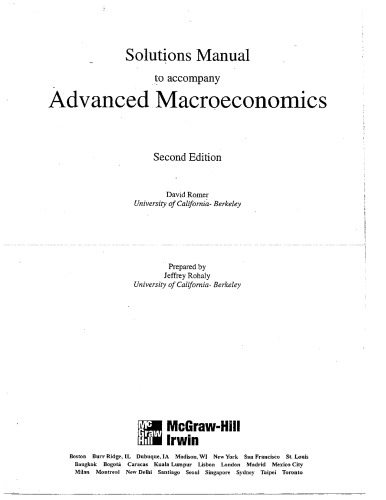 Solutions Manual
to accompany
Advanced Macroeconomics
Second Edition
David Romer
University of California- Berkeley
Prepared by
Jeffrey Rohaly
University of California- Berkeley
Mc
Graw
Hill
McGraw-Hill
Irwin
Boston Burr Ridge, IL Dubuque, IA Madison, WI New York San Francisco St. Louis
Bangkok Bogotá Caracas Kuala Lumpur Lisbon London Madrid Mexico City
Milan Montreal New Delhi Santiago Seoul Singapore Sydney Taipei Toronto